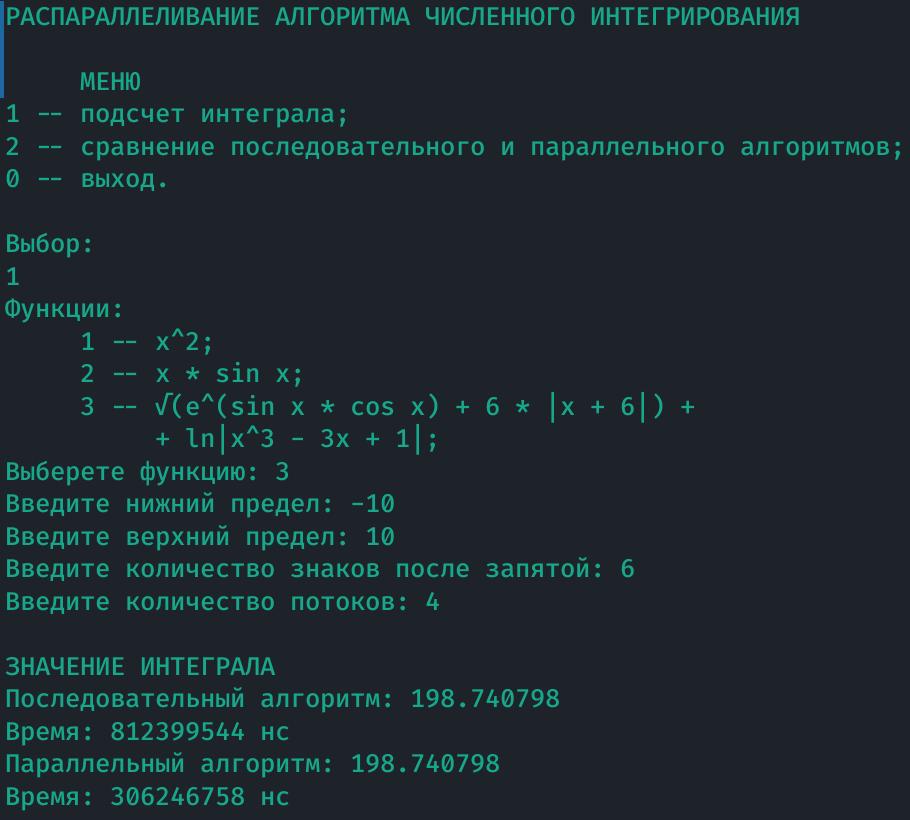 РАСПАРАЛЛЕЛИВАНИЕ АЛГОРИТМА ЧИСЛЕННОГО ИНТЕГРИРОВАНИЯ
МЕНЮ
1 -- подсчет интеграла;
2 -- сравнение последовательного и параллельного алгоритмов;
0 -- выход.
Выбор:
1
Функции:
1 -- x^2;
2 -- x * sin x;
3 -- √(e^(sin x * cos x) + 6 * |x + 6|) +
+ ln|x^3 - 3x + 1|;
Выберете функцию: 3
Введите нижний предел: -10
Введите верхний предел: 10
Введите количество знаков после запятой: 6
Введите количество потоков: 4
ЗНАЧЕНИЕ ИНТЕГРАЛА
Последовательный алгоритм: 198.740798
Время: 812399544 нс
Параллельный алгоритм: 198.740798
Время: 306246758 нс